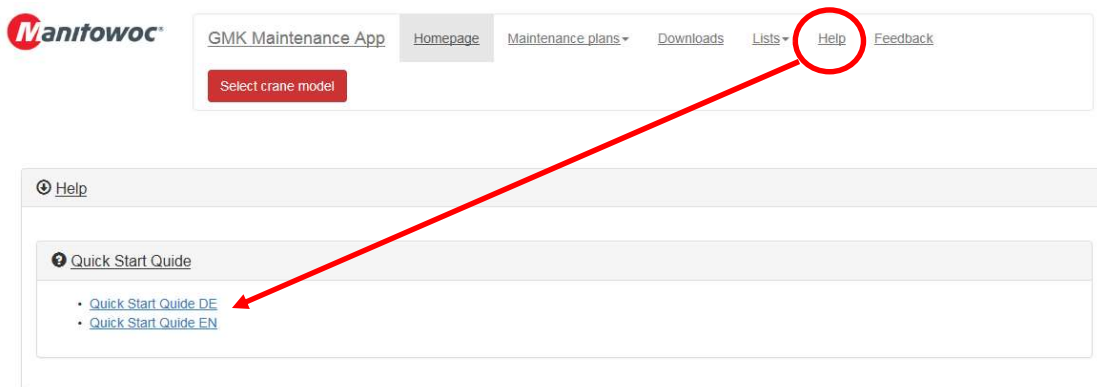 Manitowoc
GMK Maintenance App Homepage Maintenance plans Downloads Lists Help Feedback
Select crane model
Help
Quick Start Quide
• Quick Start Quide DE
• Quick Start Quide EN